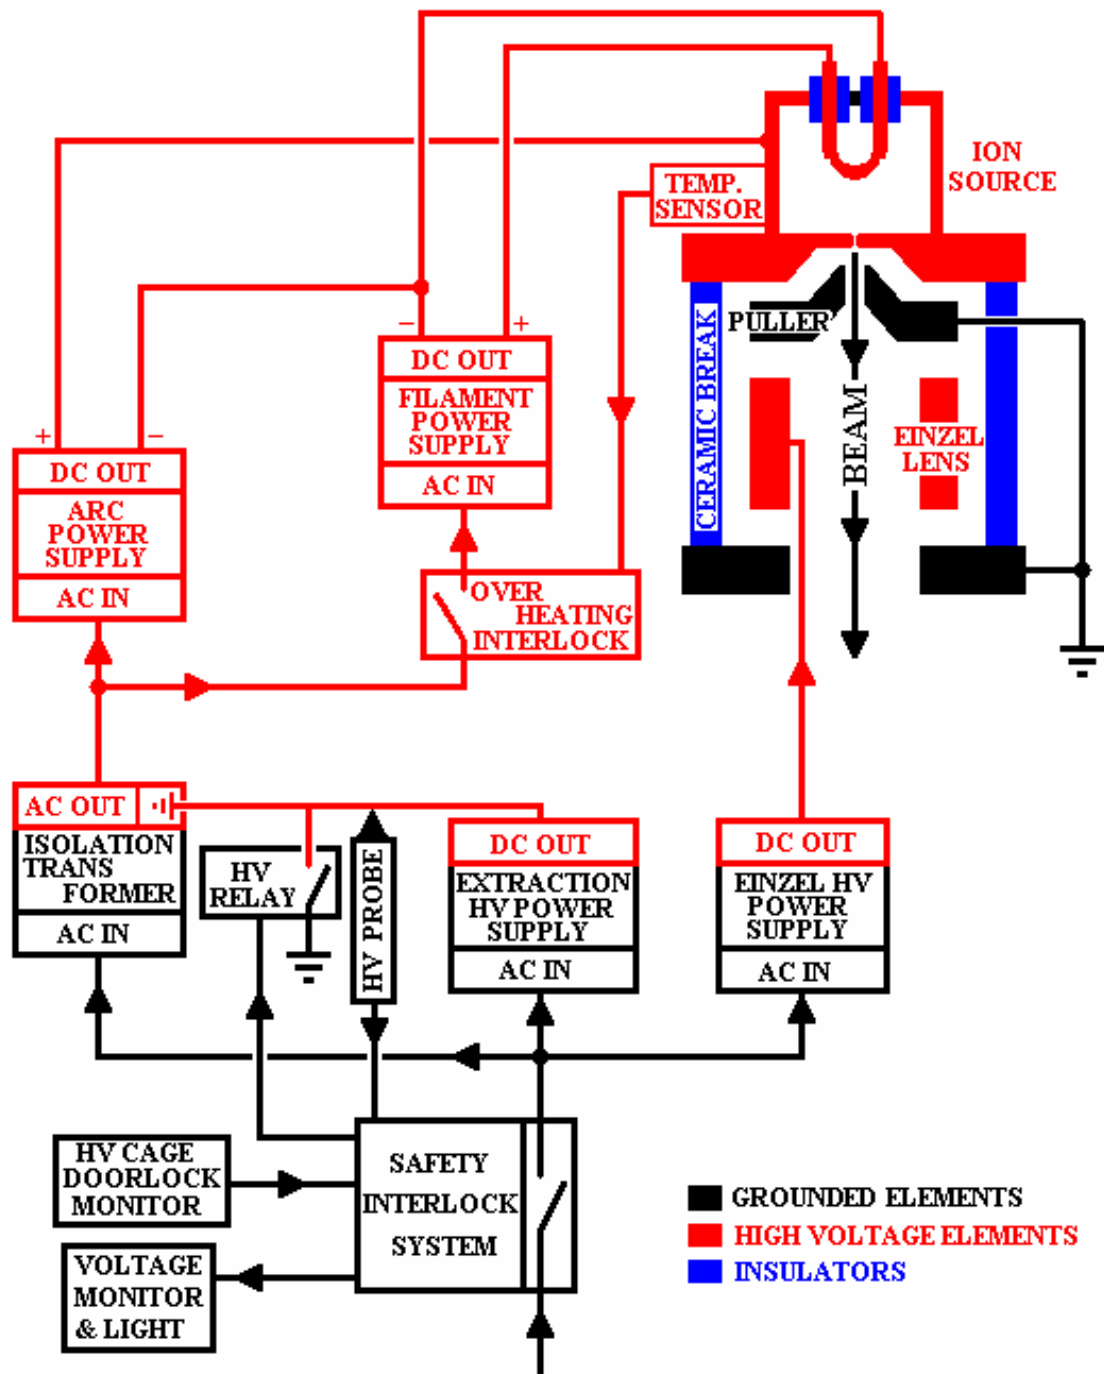 ION
SOURCE
TEMP.
SENSOR
PULLER
CERAMIC BREAK
BEAM
EINZEL
LENS
− +
DC OUT
FILAMENT
POWER
SUPPLY
AC IN
+ −
DC OUT
ARC
POWER
SUPPLY
AC IN
OVER
HEATING
INTERLOCK
AC OUT
ISOLATION
TRANS
FORMER
AC IN
HV
RELAY
HV PROBE
DC OUT
EXTRACTION
HV POWER
SUPPLY
AC IN
DC OUT
EINZEL HV
POWER
SUPPLY
AC IN
HV CAGE
DOORLOCK
MONITOR
SAFETY
INTERLOCK
SYSTEM
VOLTAGE
MONITOR
& LIGHT
GROUNDED ELEMENTS
HIGH VOLTAGE ELEMENTS
INSULATORS